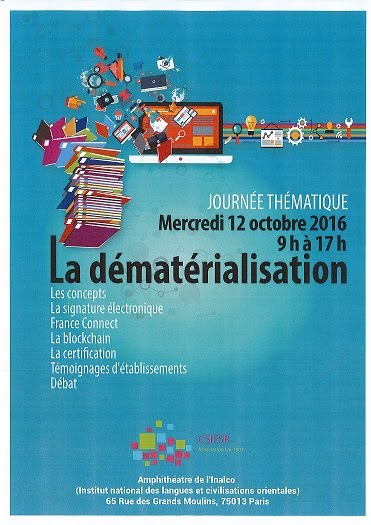 JOURNÉE THÉMATIQUE
Mercredi 12 octobre 2016
9 h à 17 h
La dématérialisation
Les concepts
La signature électronique
France Connect
La blockchain
La certification
Témoignages d'établissements
Débat
CSIESR
Association Loi 1901
Amphithéatre de l'Inalco
(Institut national des langues et civilisations orientales)
65 Rue des Grands Moulins, 75013 Paris